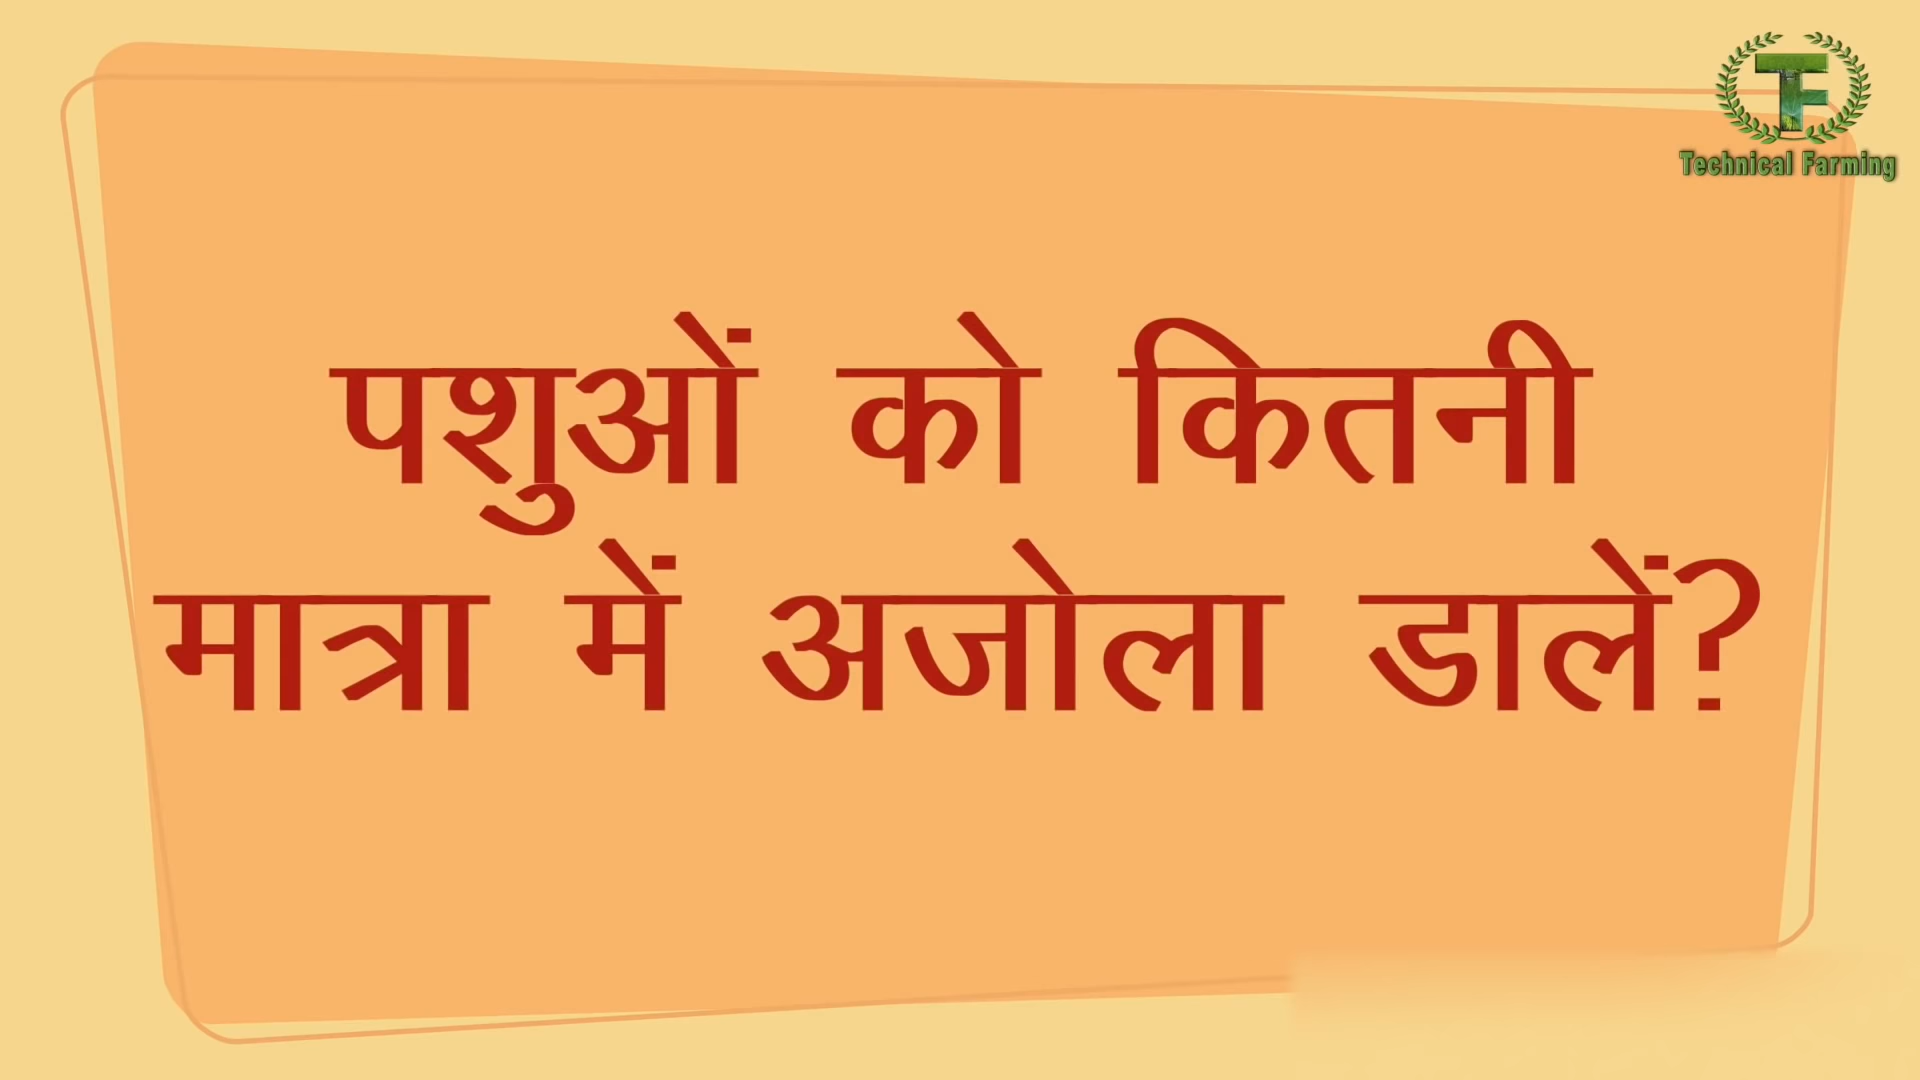 Technical Farming
पशुओं को कितनी
मात्रा में अजोला डालें?